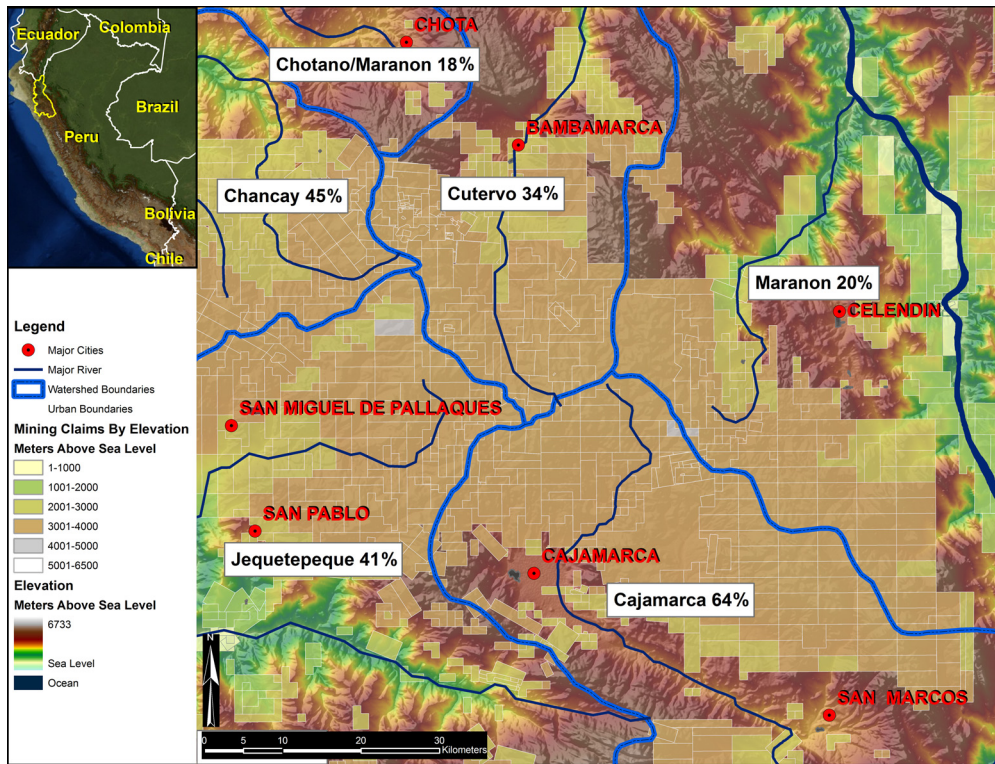 Ecuador
Colombia
Brazil
Peru
Bolivia
Chile
Legend
Major Cities
Major River
Watershed Boundaries
Urban Boundaries
Mining Claims By Elevation
Meters Above Sea Level
1-1000
1001-2000
2001-3000
3001-4000
4001-5000
5001-6500
Elevation
Meters Above Sea Level
6733
Sea Level
Ocean
CHOTA
Chotano/Maranon 18%
BAMBAMARCA
Chancay 45%
Cutervo 34%
Maranon 20%
CELENDIN
SAN MIGUEL DE PALLAQUES
SAN PABLO
Jequetepeque 41%
CAJAMARCA
Cajamarca 64%
SAN MARCOS
N
0 5 10 20 30
Kilometers